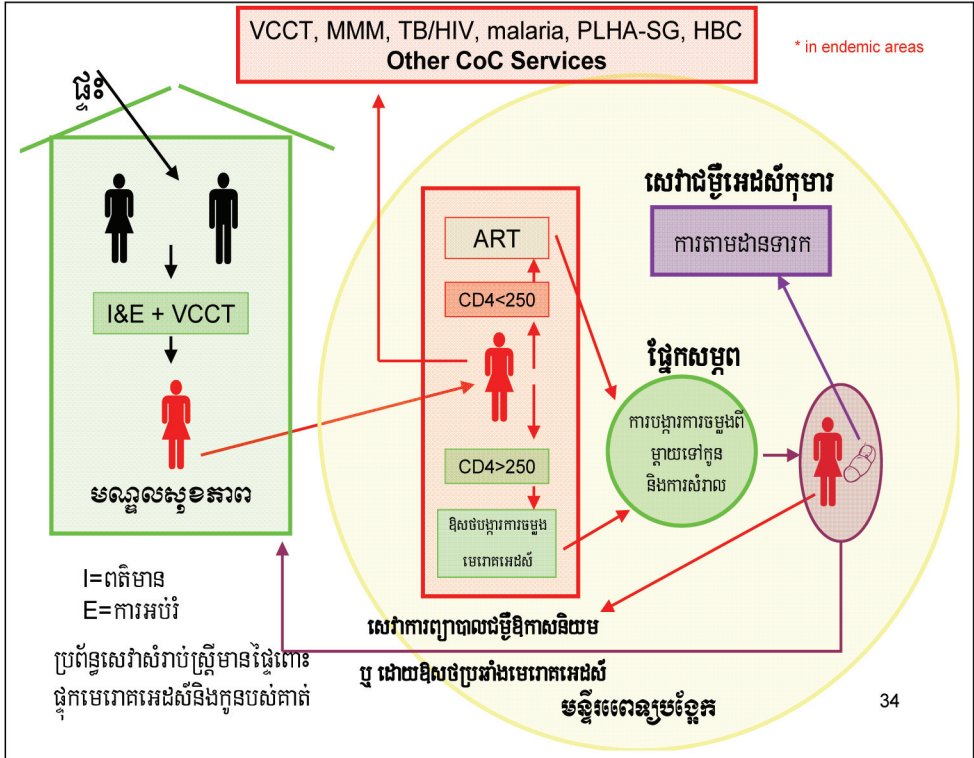 VCCT, MMM, TB/HIV, malaria, PLHA-SG, HBC
Other CoC Services
* in endemic areas
ផ្ទះ
I&E + VCCT
មណ្ឌលសុខភាព
ART
CD4<250
CD4>250
ឱសថបង្ការការចម្លង
មេរោគអេដស៍
សេវាជម្ងឺអេដស៍កុមារ
ការតាមដានទារក
ផ្នែកសម្ភព
ការបង្ការការចម្លងពី
ម្តាយទៅកូន
និងការសំរាល
សេវាការព្យាបាលជម្ងឺឱកាសនិយម
ឬ ដោយឱសថប្រឆាំងមេរោគអេដស៍
មន្ទីរពេទ្យបង្អែក
I=ពត៌មាន
E=ការអប់រំ
ប្រព័ន្ធសេវាសំរាប់ស្ត្រីមានផ្ទៃពោះ
ផ្ទុកមេរោគអេដស៍និងកូនបស់គាត់
34